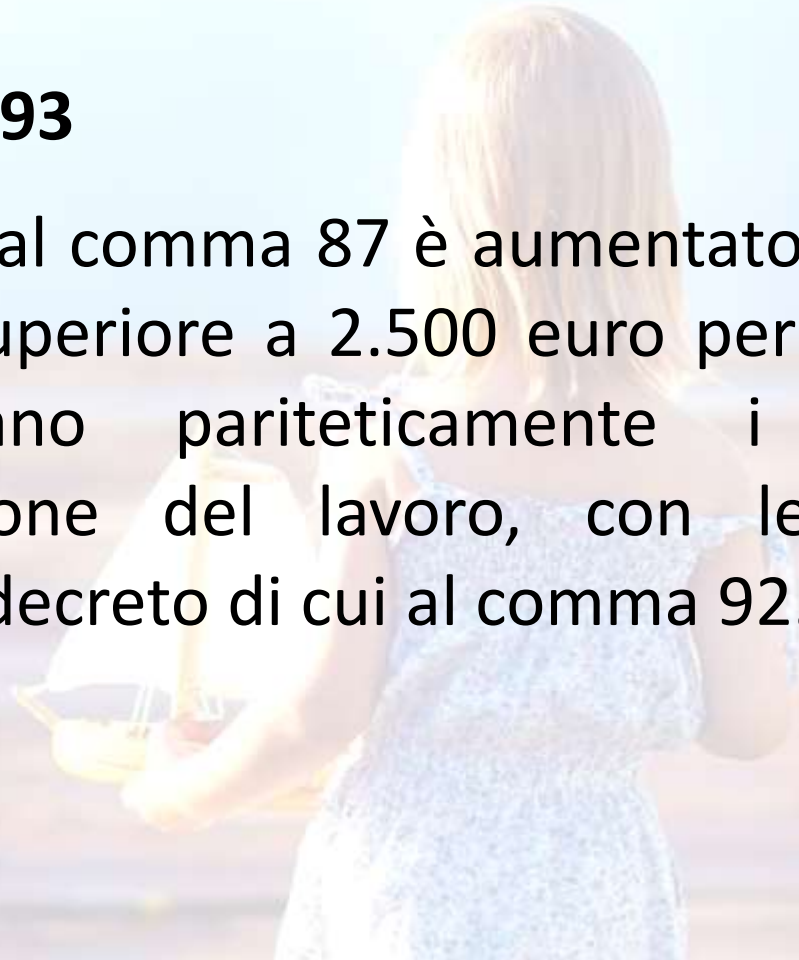 93
al comma 87 è aumentato
uperiore a 2.500 euro per
no pariteticamente i
one del lavoro, con le
decreto di cui al comma 92.